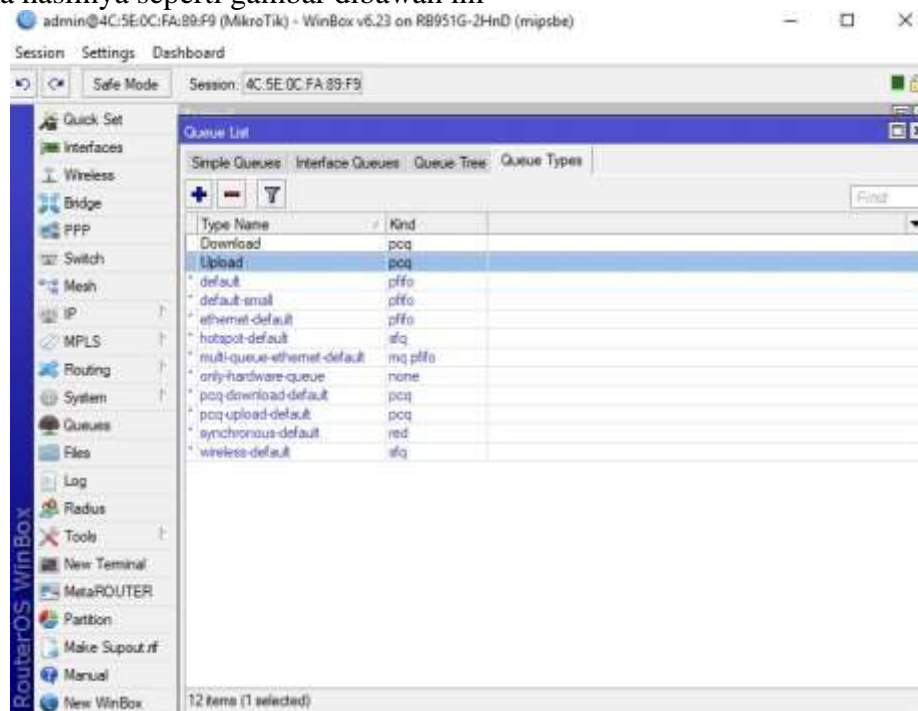 a hasilnya seperti gambar dibawah ini
admin@4C:5E:0C:FA:89:F9 (MikroTik) - WinBox v6.23 on RB951G-2HnD (mipsbe)
Session Settings Dashboard
Safe Mode Session: 4C:5E:0C:FA:89:F9
Quick Set
Interfaces
Wireless
Bridge
PPP
Switch
Mesh
IP
MPLS
Routing
System
Queues
Files
Log
Radius
Tools
New Terminal
MetaROUTER
Partition
Make Supout.rif
Manual
New WinBox
RouterOS WinBox
Queue List
Simple Queues Interface Queues Queue Tree Queue Types
Find
Type Name Kind
Download pcq
Upload pcq
* default pfifo
* default-small pfifo
* ethernet-default pfifo
* hotspot-default sfq
* multi-queue-ethernet-default mq pfifo
* only-hardware-queue none
* pcq-download-default pcq
* pcq-upload-default pcq
* synchronous-default red
* wireless-default sfq
12 items (1 selected)